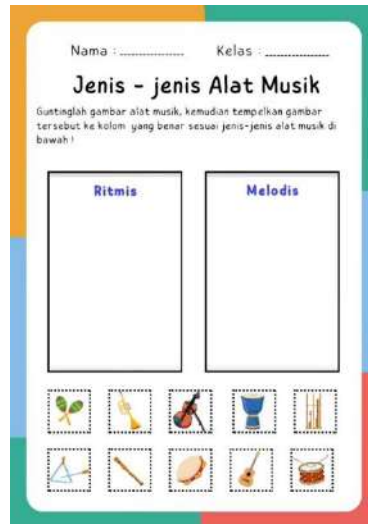 Nama : ................ Kelas : ................
Jenis - jenis Alat Musik
Guntinglah gambar alat musik, kemudian tempelkan gambar
tersebut ke kolom yang benar sesuai jenis-jenis alat musik di
bawah !
Ritmis Melodis